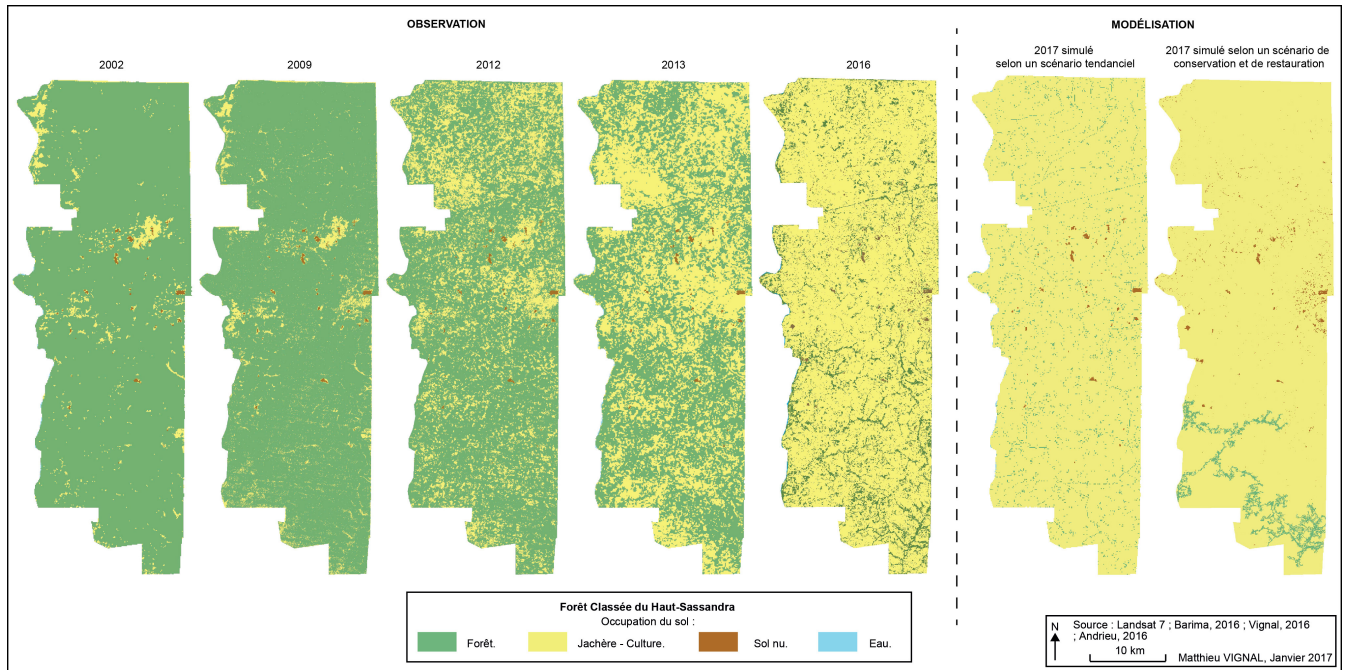 OBSERVATION
MODÉLISATION
2002
2009
2012
2013
2016
2017 simulé
selon un scénario tendanciel
2017 simulé selon un scénario de
conservation et de restauration
Forêt Classée du Haut-Sassandra
Occupation du sol :
Forêt.
Jachère - Culture.
Sol nu.
Eau.
N
Source : Landsat 7 ; Barima, 2016 ; Vignal, 2016
; Andrieu, 2016
10 km
Matthieu VIGNAL, Janvier 2017